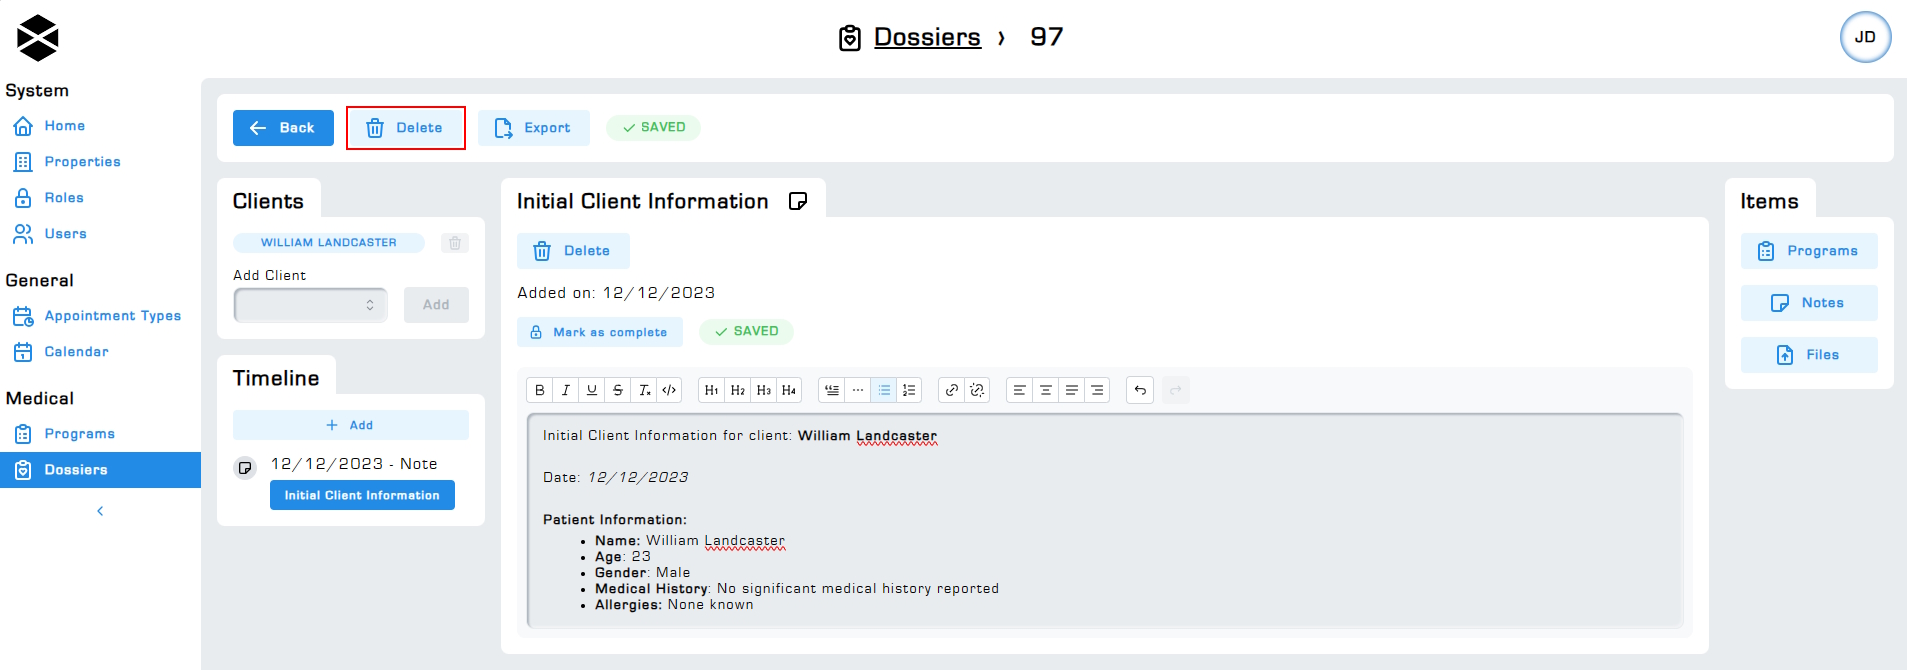 Dossiers › 97
JD
System
Home
Properties
Roles
Users
General
Appointment Types
Calendar
Medical
Programs
Dossiers
Back
Delete
Export
SAVED
Clients
WILLIAM LANDCASTER
Add Client
Add
Timeline
+ Add
12/12/2023 - Note
Initial Client Information
Initial Client Information
Delete
Added on: 12/12/2023
Mark as complete
SAVED
B I U S Tx </> H1 H2 H3 H4
Initial Client Information for client: William Landcaster
Date: 12/12/2023
Patient Information:
• Name: William Landcaster
• Age: 23
• Gender: Male
• Medical History: No significant medical history reported
• Allergies: None known
Items
Programs
Notes
Files